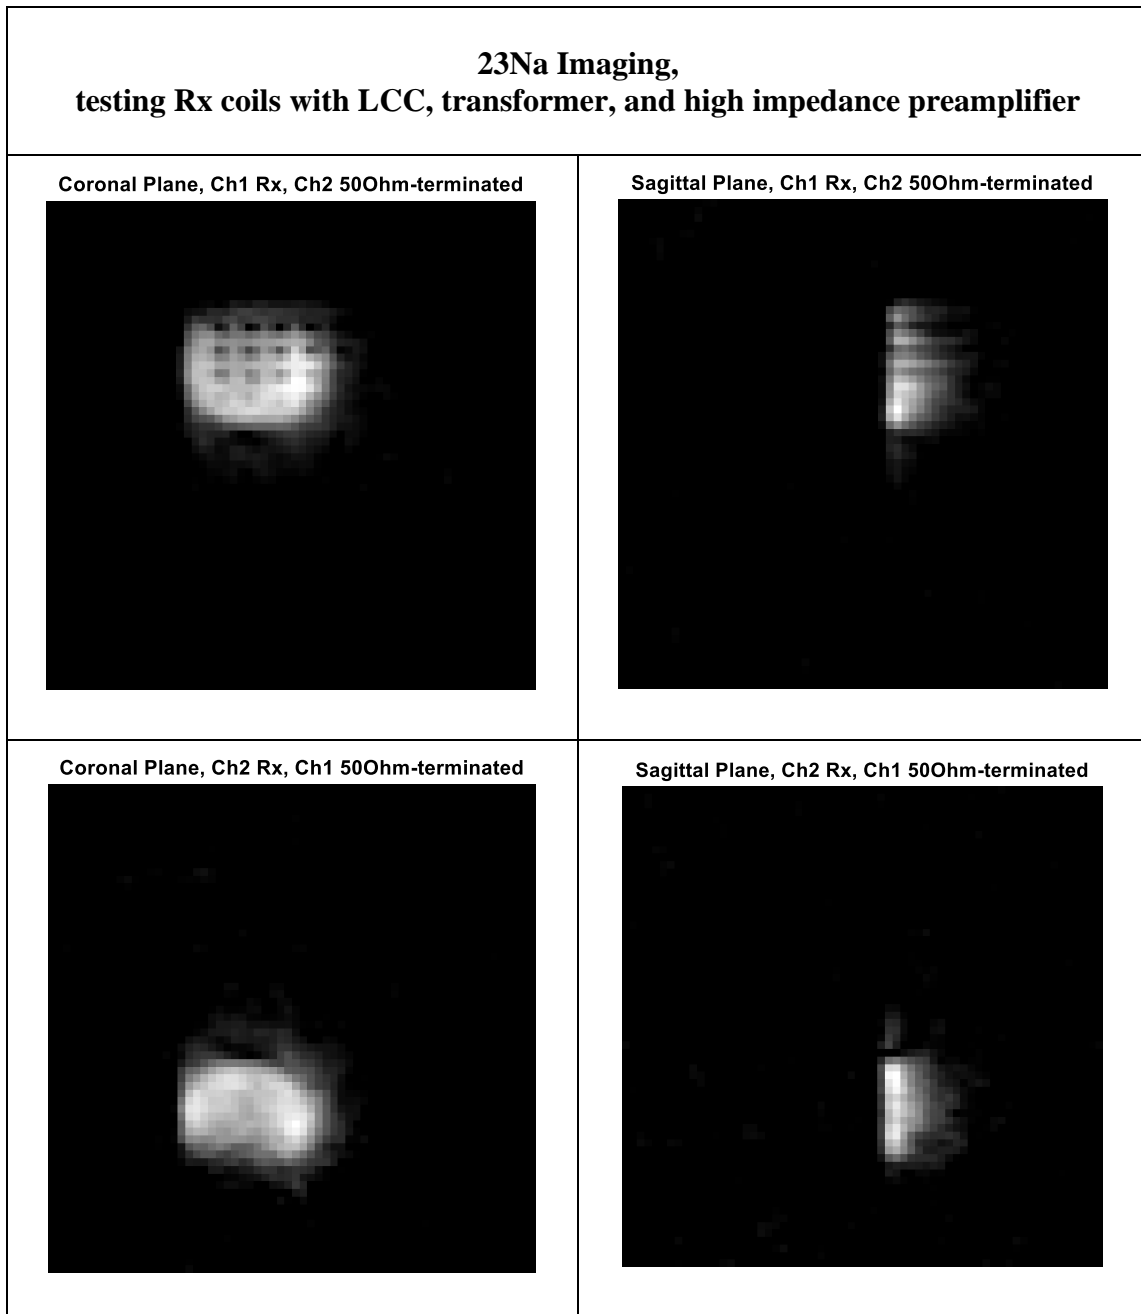 23Na Imaging,
testing Rx coils with LCC, transformer, and high impedance preamplifier
Coronal Plane, Ch1 Rx, Ch2 50Ohm-terminated
Sagittal Plane, Ch1 Rx, Ch2 50Ohm-terminated
Coronal Plane, Ch2 Rx, Ch1 50Ohm-terminated
Sagittal Plane, Ch2 Rx, Ch1 50Ohm-terminated